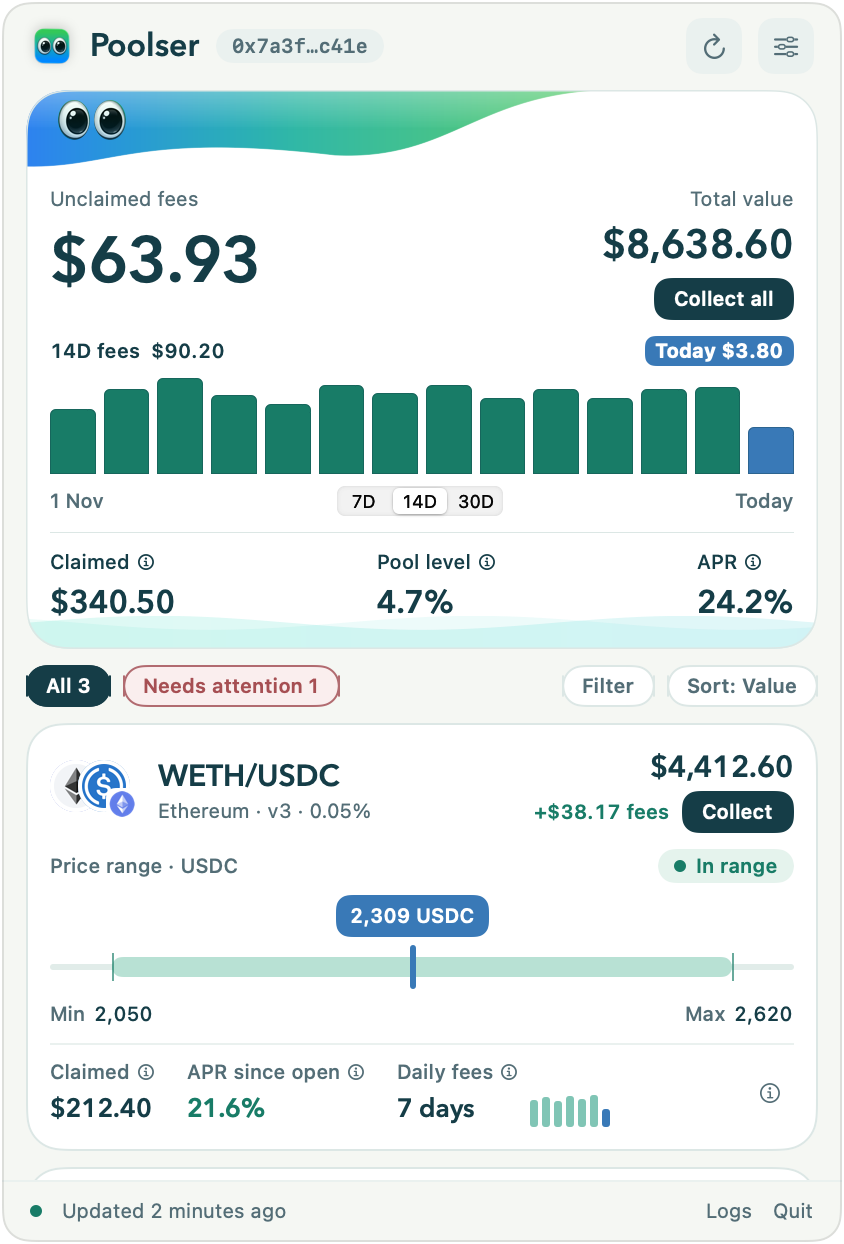 Poolser 0x7a3f…c41e
Unclaimed fees Total value
$63.93 $8,638.60
Collect all
14D fees $90.20 Today $3.80
1 Nov 7D 14D 30D Today
Claimed Pool level APR
$340.50 4.7% 24.2%
All 3 Needs attention 1 Filter Sort: Value
WETH/USDC $4,412.60
Ethereum · v3 · 0.05% +$38.17 fees Collect
Price range · USDC In range
2,309 USDC
Min 2,050 Max 2,620
Claimed APR since open Daily fees
$212.40 21.6% 7 days
Updated 2 minutes ago Logs Quit